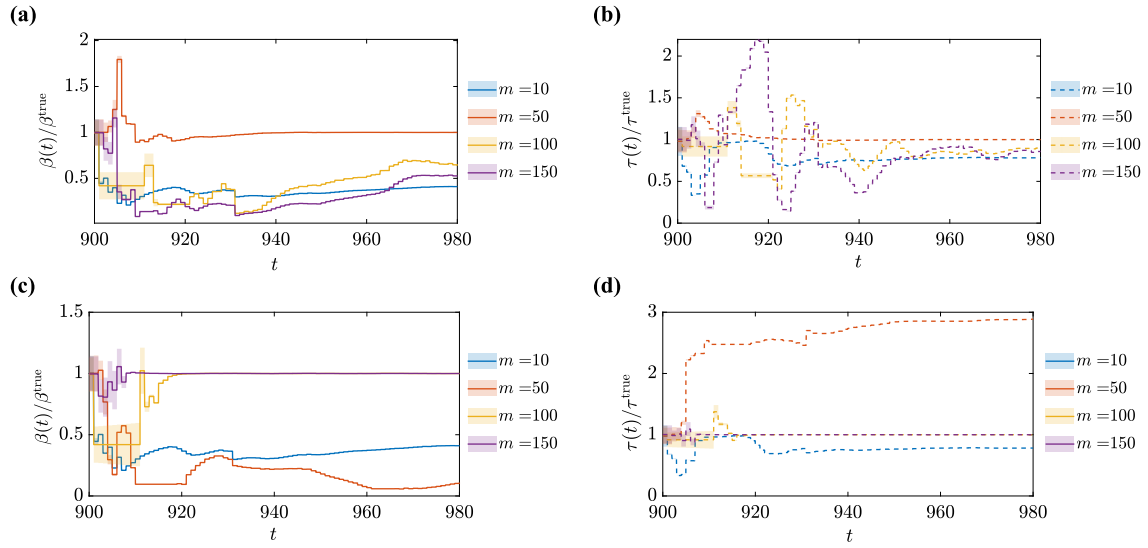 (a)
β(t)/β^true
2
1.5
1
0.5
900
920
940
960
980
t
m =10
m =50
m =100
m =150
(b)
τ(t)/τ^true
2
1.5
1
0.5
0
900
920
940
960
980
t
m =10
m =50
m =100
m =150
(c)
β(t)/β^true
1.5
1
0.5
0
900
920
940
960
980
t
m =10
m =50
m =100
m =150
(d)
τ(t)/τ^true
3
2
1
0
900
920
940
960
980
t
m =10
m =50
m =100
m =150